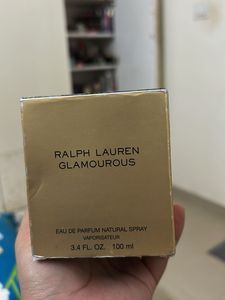 RALPH LAUREN
GLAMOUROUS
EAU DE PARFUM NATURAL SPRAY
VAPORISATEUR
3.4 FL. OZ. 100 ml